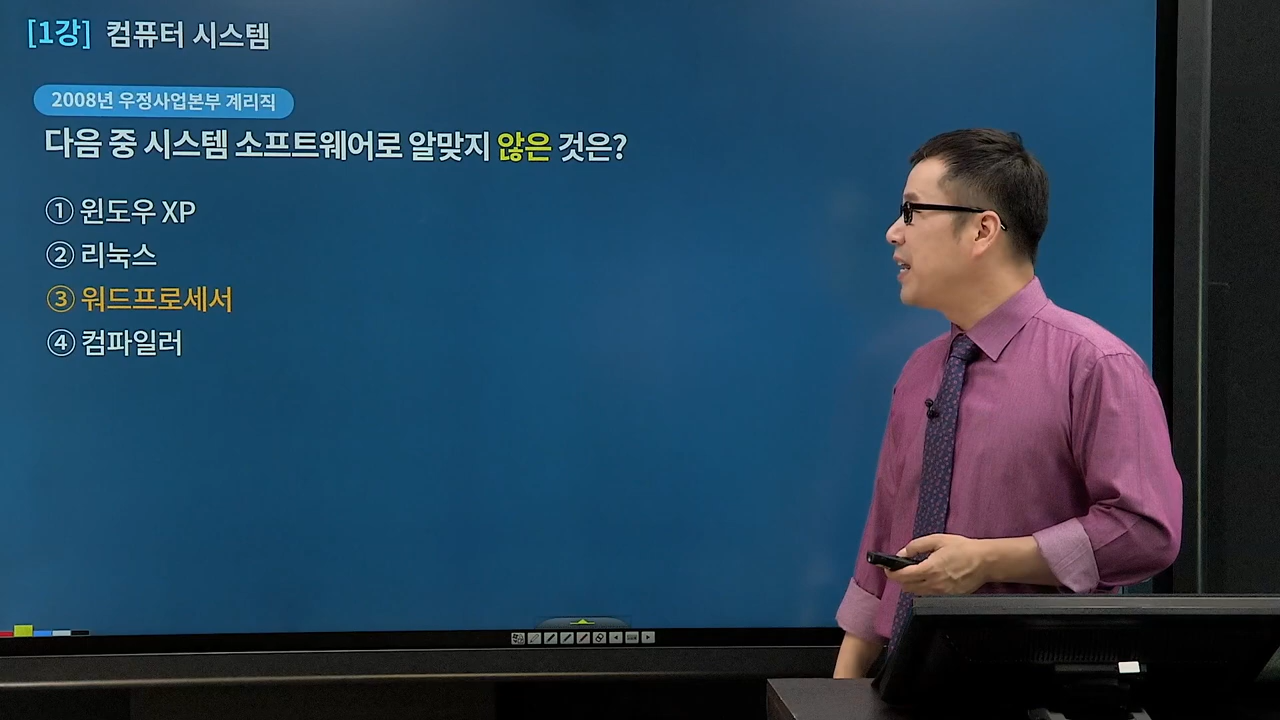 [1강] 컴퓨터 시스템
2008년 우정사업본부 계리직
다음 중 시스템 소프트웨어로 알맞지 않은 것은?
① 윈도우 XP
② 리눅스
③ 워드프로세서
④ 컴파일러